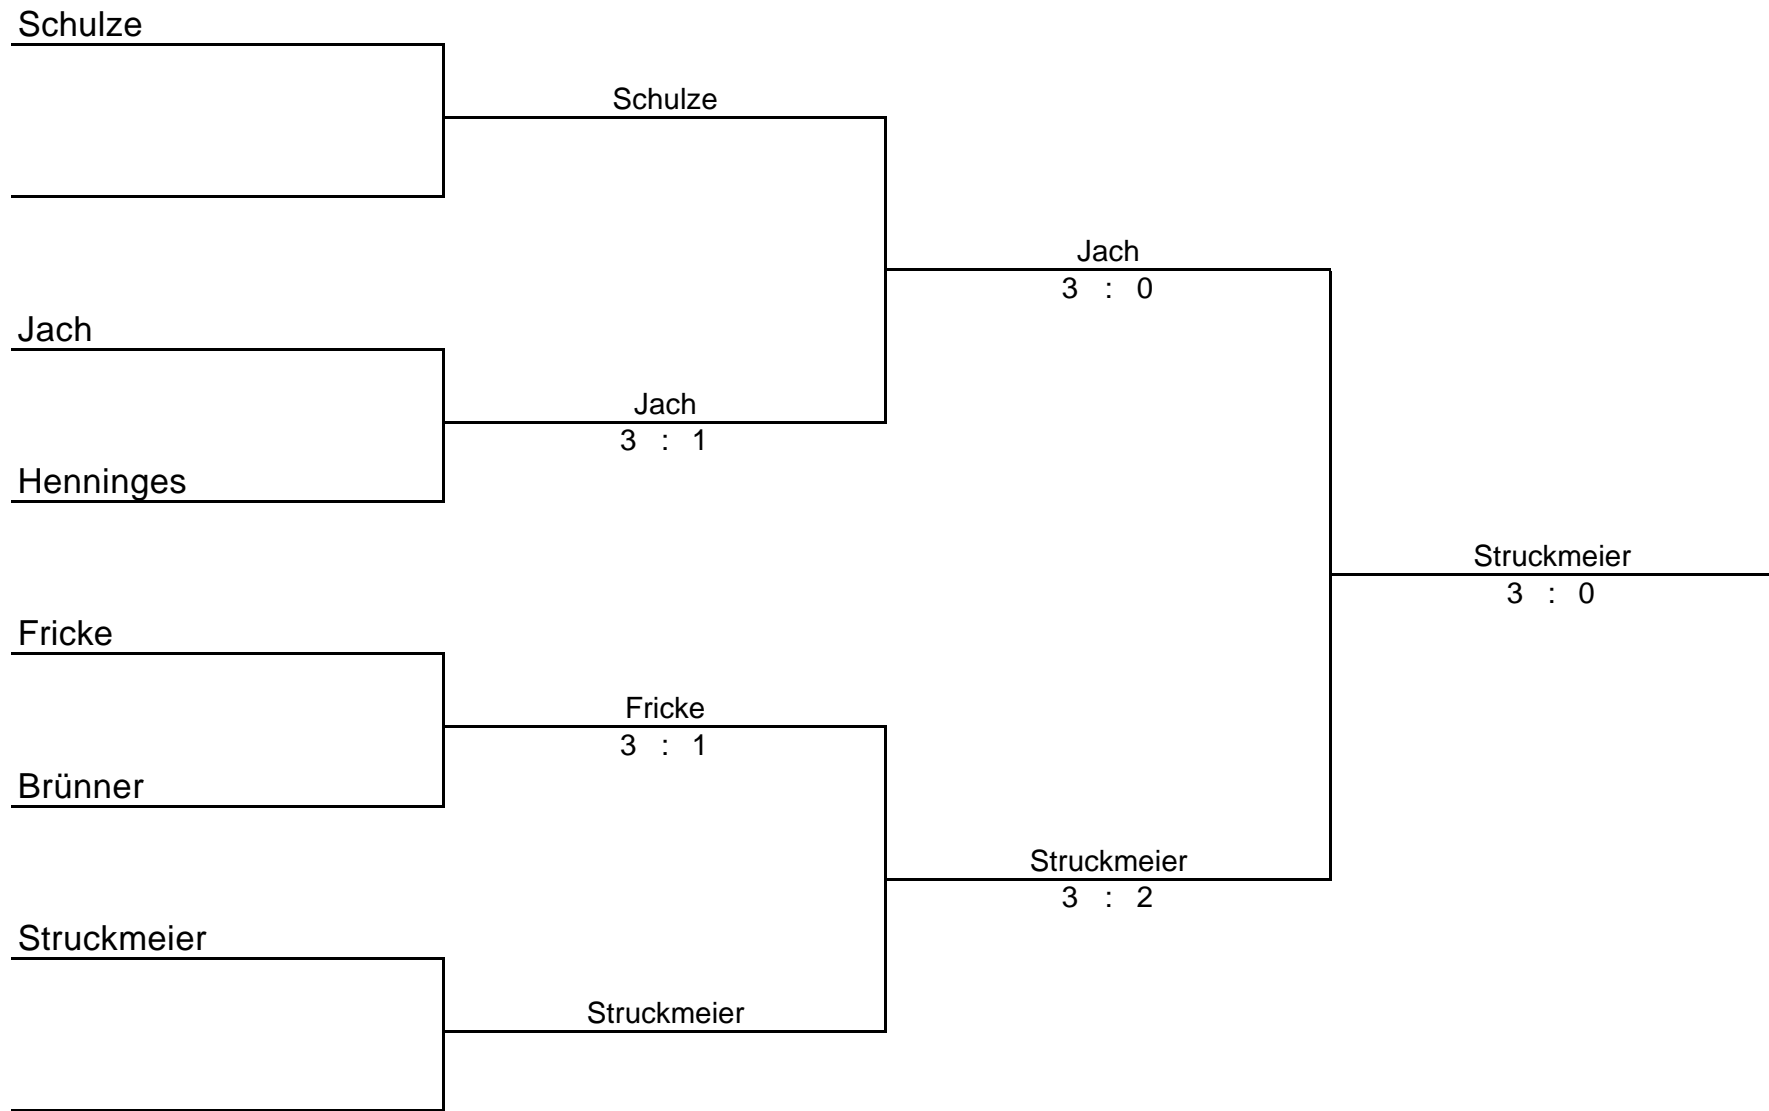 Schulze
Schulze
Jach
3 : 0
Jach
Jach
3 : 1
Henninges
Struckmeier
3 : 0
Fricke
Fricke
3 : 1
Brünner
Struckmeier
3 : 2
Struckmeier
Struckmeier